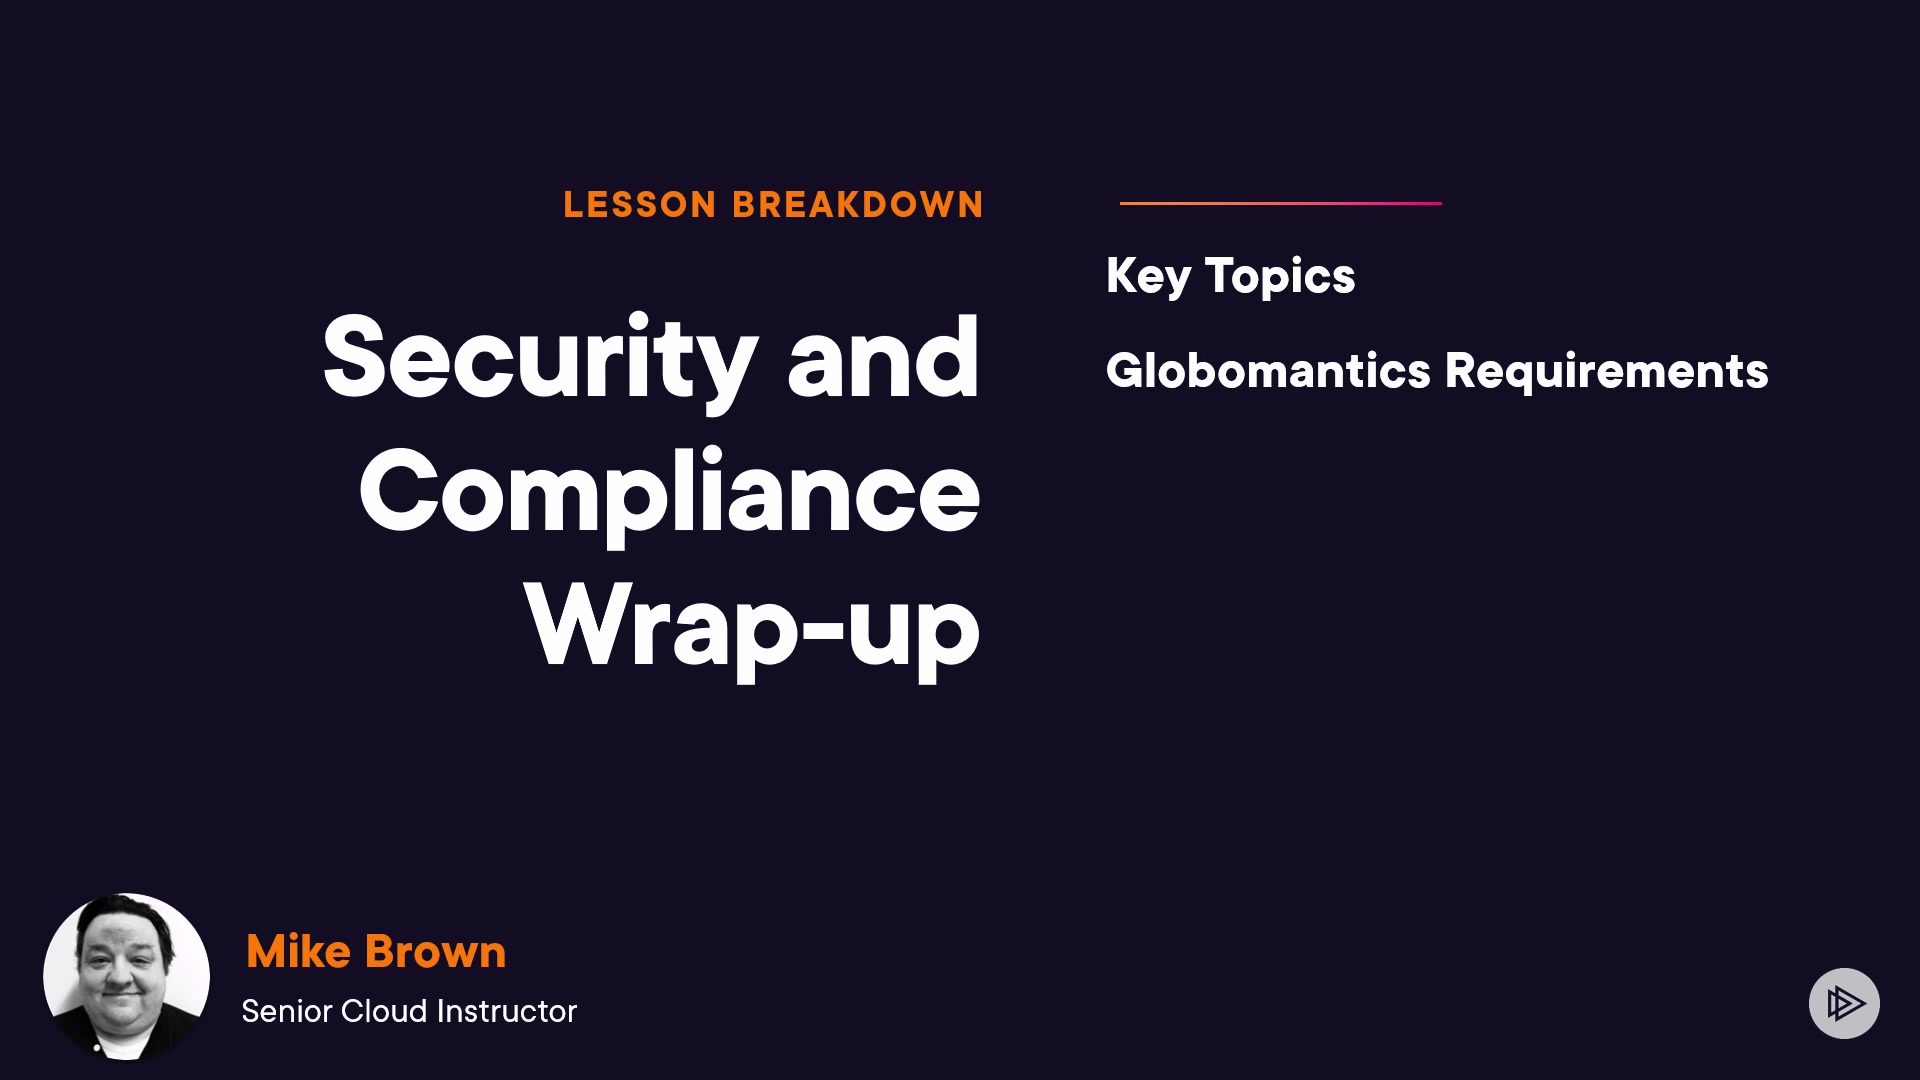 LESSON BREAKDOWN
Security and
Compliance
Wrap-up
Key Topics
Globomantics Requirements
Mike Brown
Senior Cloud Instructor